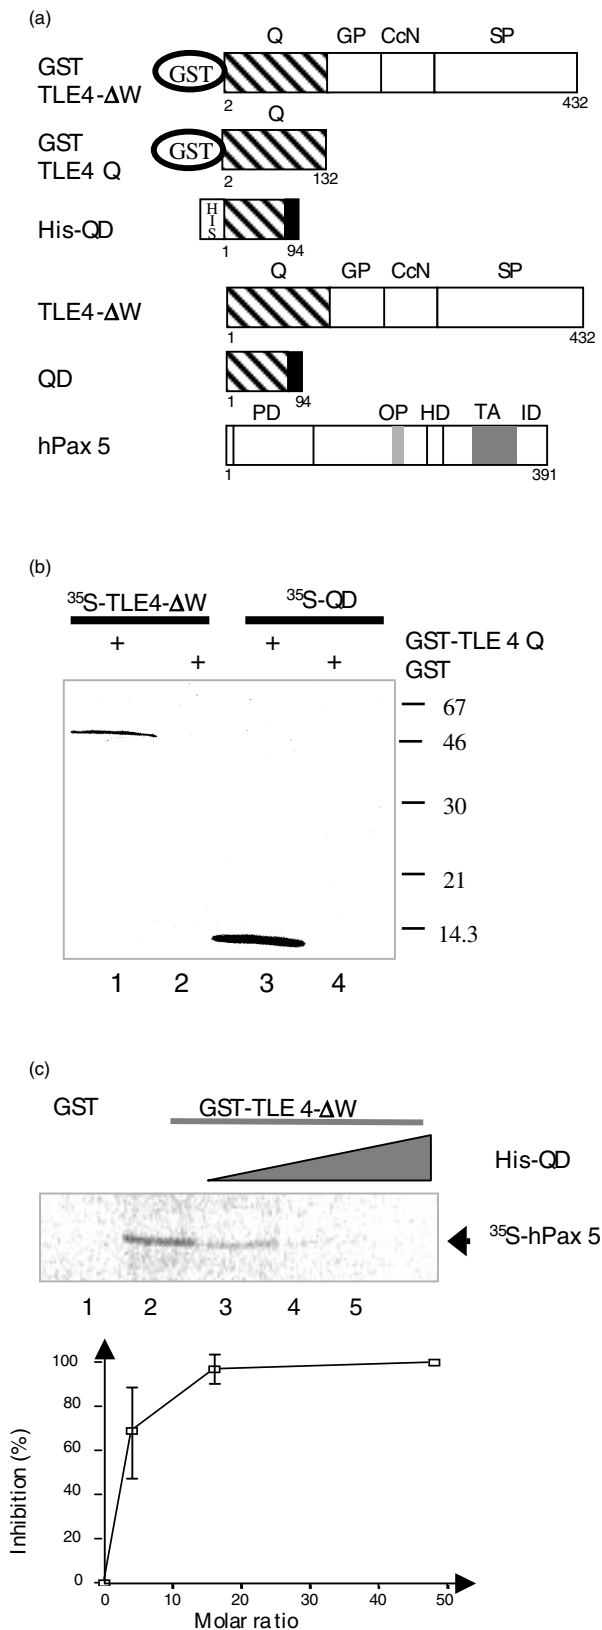 (a)
Q GP CcN SP
GST
TLE4-ΔW
GST
2 432
Q
GST
TLE4 Q
GST
2 132
His-QD
HIS
1 94
Q GP CcN SP
TLE4-ΔW
1 432
QD
1 94
PD OP HD TA ID
hPax 5
1 391
(b)
³⁵S-TLE4-ΔW ³⁵S-QD
+ + GST-TLE 4 Q
+ + GST
67
46
30
21
14.3
1 2 3 4
(c)
GST GST-TLE 4-ΔW
His-QD
³⁵S-hPax 5
1 2 3 4 5
100
80
60
40
20
0
Inhibition (%)
0 10 20 30 40 50
Molar ratio